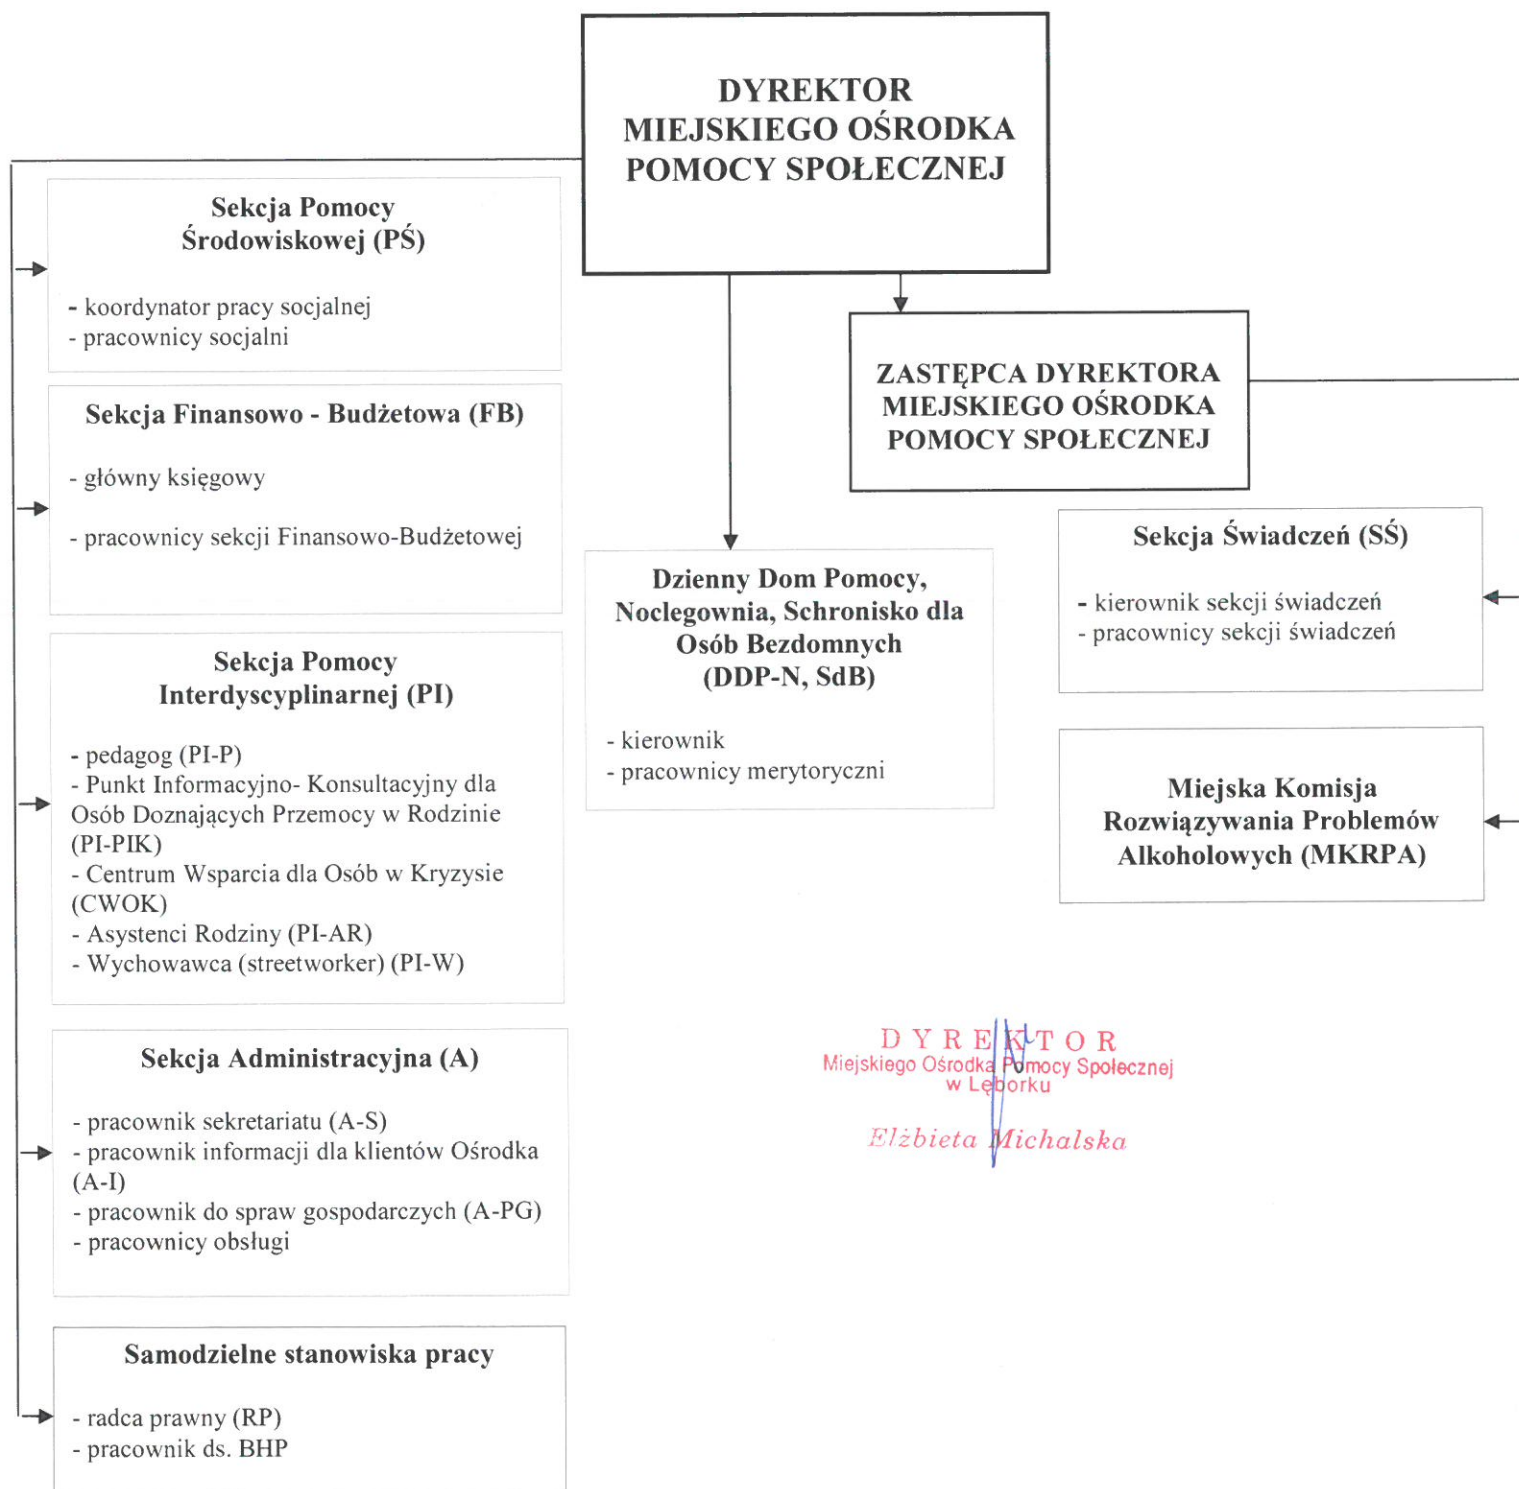 DYREKTOR
MIEJSKIEGO OŚRODKA
POMOCY SPOŁECZNEJ
Sekcja Pomocy
Środowiskowej (PŚ)
- koordynator pracy socjalnej
- pracownicy socjalni
Sekcja Finansowo - Budżetowa (FB)
- główny księgowy
- pracownicy sekcji Finansowo-Budżetowej
Sekcja Pomocy
Interdyscyplinarnej (PI)
- pedagog (PI-P)
- Punkt Informacyjno- Konsultacyjny dla
Osób Doznających Przemocy w Rodzinie
(PI-PIK)
- Centrum Wsparcia dla Osób w Kryzysie
(CWOK)
- Asystenci Rodziny (PI-AR)
- Wychowawca (streetworker) (PI-W)
Sekcja Administracyjna (A)
- pracownik sekretariatu (A-S)
- pracownik informacji dla klientów Ośrodka
(A-I)
- pracownik do spraw gospodarczych (A-PG)
- pracownicy obsługi
Samodzielne stanowiska pracy
- radca prawny (RP)
- pracownik ds. BHP
Dzienny Dom Pomocy,
Noclegownia, Schronisko dla
Osób Bezdomnych
(DDP-N, SdB)
- kierownik
- pracownicy merytoryczni
ZASTĘPCA DYREKTORA
MIEJSKIEGO OŚRODKA
POMOCY SPOŁECZNEJ
Sekcja Świadczeń (SŚ)
- kierownik sekcji świadczeń
- pracownicy sekcji świadczeń
Miejska Komisja
Rozwiązywania Problemów
Alkoholowych (MKRPA)
DYREKTOR
Miejskiego Ośrodka Pomocy Społecznej
w Lęborku
Elżbieta Michalska